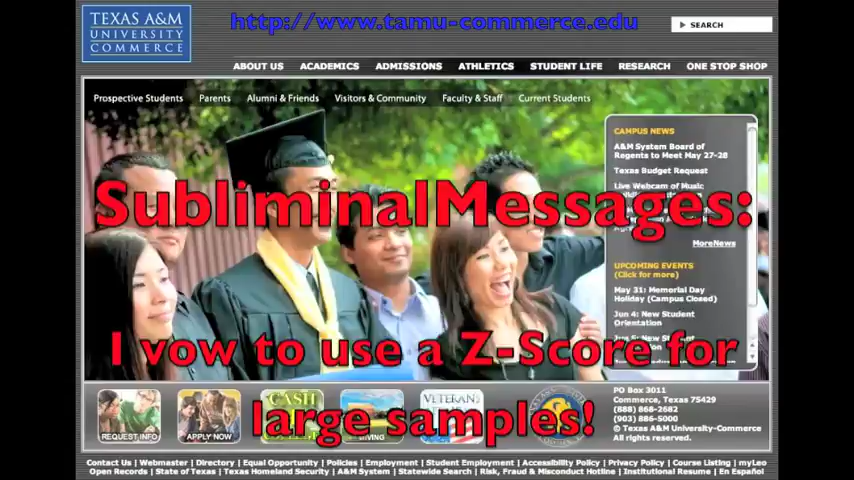 TEXAS A&M
UNIVERSITY
COMMERCE
http://www.tamu-commerce.edu
SEARCH
ABOUT US ACADEMICS ADMISSIONS ATHLETICS STUDENT LIFE RESEARCH ONE STOP SHOP
Prospective Students Parents Alumni & Friends Visitors & Community Faculty & Staff Current Students
CAMPUS NEWS
A&M System Board of
Regents to Meet May 27-28
Texas Budget Request
Live Webcam of Music
SubliminalMessages:
MoreNews
UPCOMING EVENTS
(Click for more)
May 31: Memorial Day
Holiday (Campus Closed)
Jun 4: New Student
Orientation
I vow to use a Z-Score for
large samples!
REQUEST INFO
APPLY NOW
CASH
VETERANS
PO Box 3011
Commerce, Texas 75429
(888) 868-2682
(903) 886-5000
© Texas A&M University-Commerce
All rights reserved.
Contact Us | Webmaster | Directory | Equal Opportunity | Policies | Employment | Student Employment | Accessibility Policy | Privacy Policy | Course Listing | myLeo
Open Records | State of Texas | Texas Homeland Security | A&M System | Statewide Search | Risk, Fraud & Misconduct Hotline | Institutional Resume | En Español